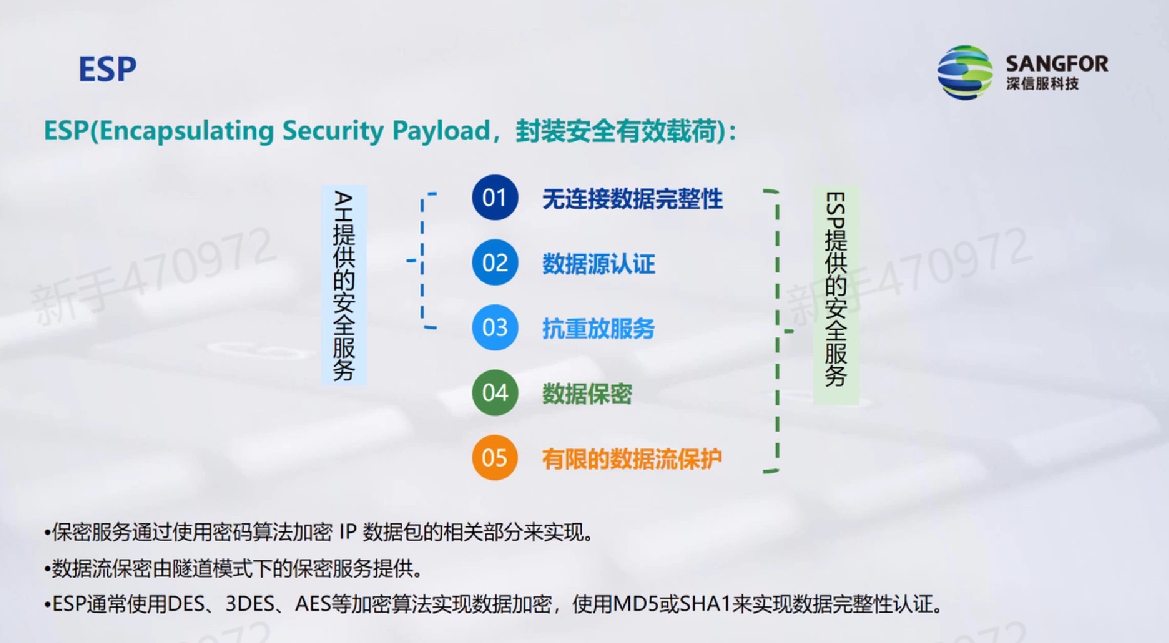 ESP
SANGFOR
深信服科技
ESP(Encapsulating Security Payload，封装安全有效载荷)：
AH提供的安全服务
01 无连接数据完整性
02 数据源认证
03 抗重放服务
04 数据保密
05 有限的数据流保护
ESP提供的安全服务
新手470972
新手470972
•保密服务通过使用密码算法加密 IP 数据包的相关部分来实现。
•数据流保密由隧道模式下的保密服务提供。
•ESP通常使用DES、3DES、AES等加密算法实现数据加密，使用MD5或SHA1来实现数据完整性认证。